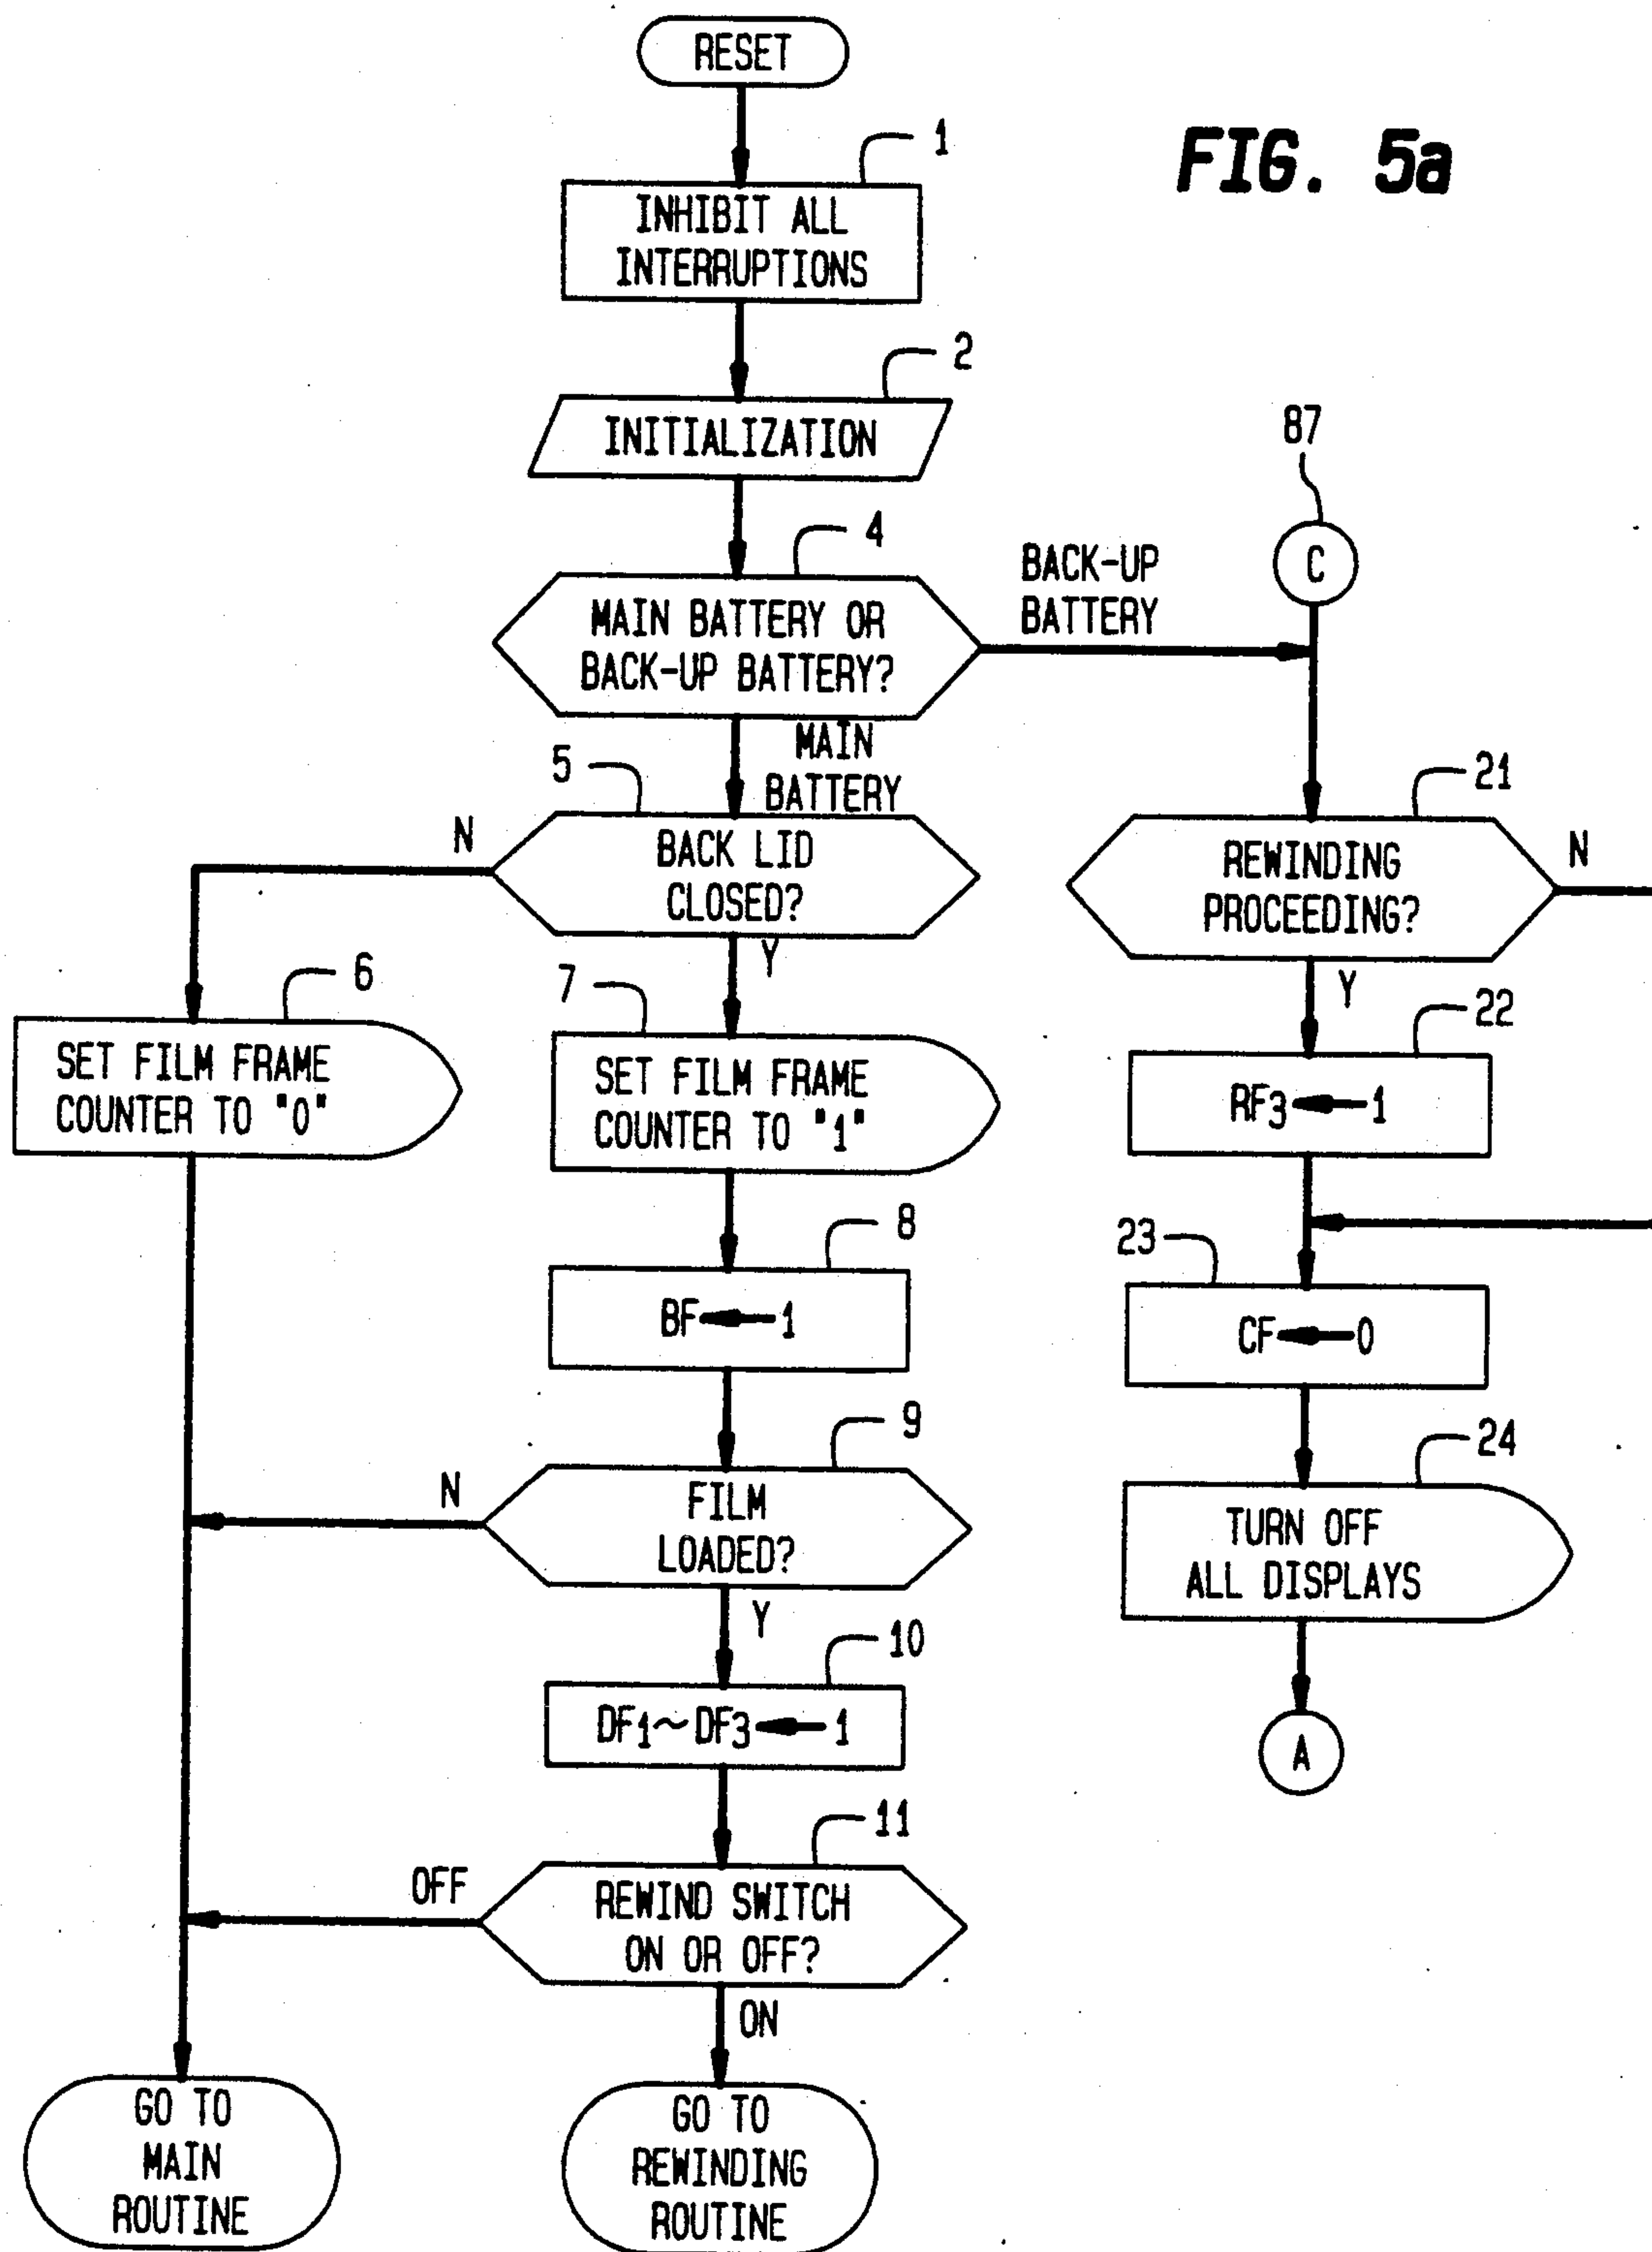 RESET
FIG. 5a
1
INHIBIT ALL
INTERRUPTIONS
2
INITIALIZATION
87
C
4
MAIN BATTERY OR
BACK-UP BATTERY?
BACK-UP
BATTERY
MAIN
BATTERY
5
BACK LID
CLOSED?
N
Y
21
REWINDING
PROCEEDING?
N
Y
6
SET FILM FRAME
COUNTER TO "0"
7
SET FILM FRAME
COUNTER TO "1"
22
RF3←1
8
BF←1
23
CF←0
9
FILM
LOADED?
N
Y
24
TURN OFF
ALL DISPLAYS
A
10
DF1~DF3←1
11
REWIND SWITCH
ON OR OFF?
OFF
ON
GO TO
MAIN
ROUTINE
GO TO
REWINDING
ROUTINE